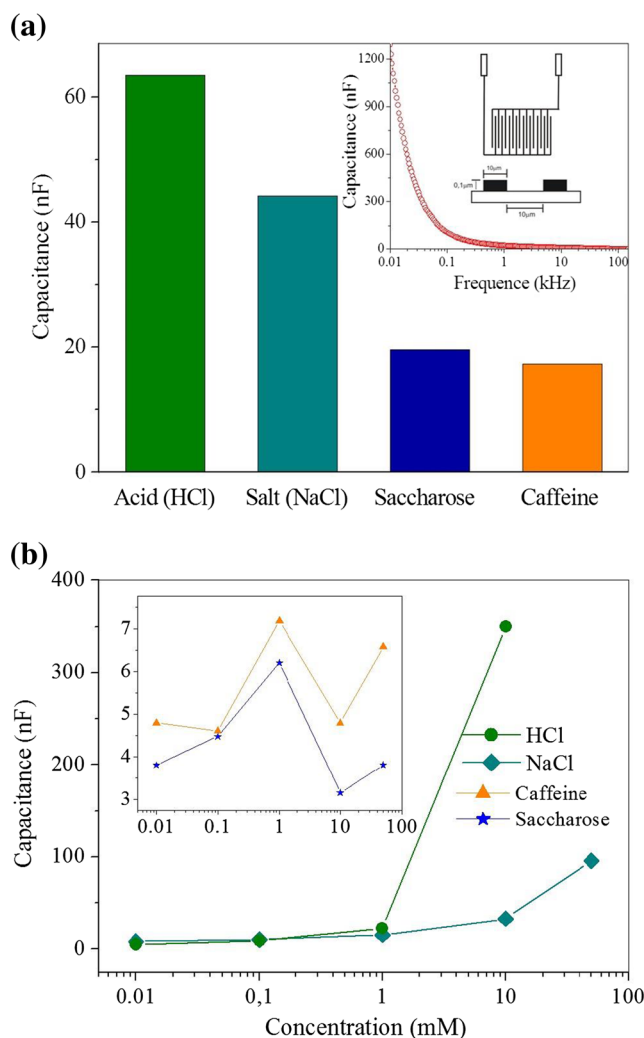 (a)
Capacitance (nF)
60
40
20
0
Acid (HCl)
Salt (NaCl)
Saccharose
Caffeine
Capacitance (nF)
1200
900
600
300
0
0.01
0.1
1
10
100
Frequence (kHz)
10µm
0,1µm
10µm
(b)
Capacitance (nF)
400
300
200
100
0
7
6
5
4
3
0.01
0.1
1
10
100
HCl
NaCl
Caffeine
Saccharose
0.01
0,1
1
10
100
Concentration (mM)